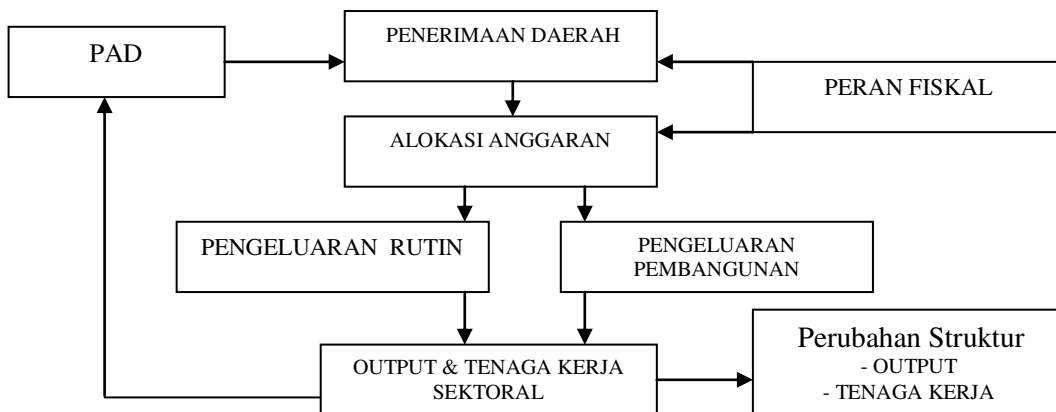 PAD
PENERIMAAN DAERAH
PERAN FISKAL
ALOKASI ANGGARAN
PENGELUARAN RUTIN
PENGELUARAN
PEMBANGUNAN
OUTPUT & TENAGA KERJA
SEKTORAL
Perubahan Struktur
- OUTPUT
- TENAGA KERJA